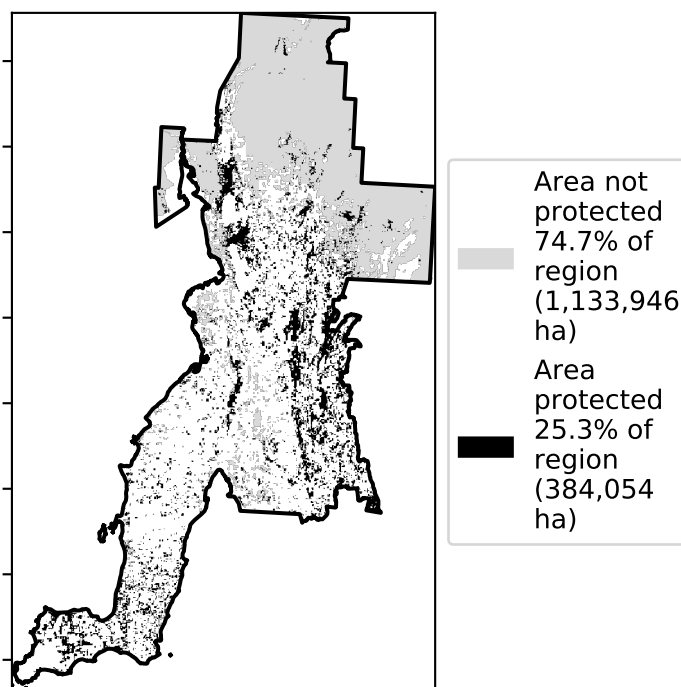 Area not
protected
74.7% of
region
(1,133,946
ha)
Area
protected
25.3% of
region
(384,054
ha)